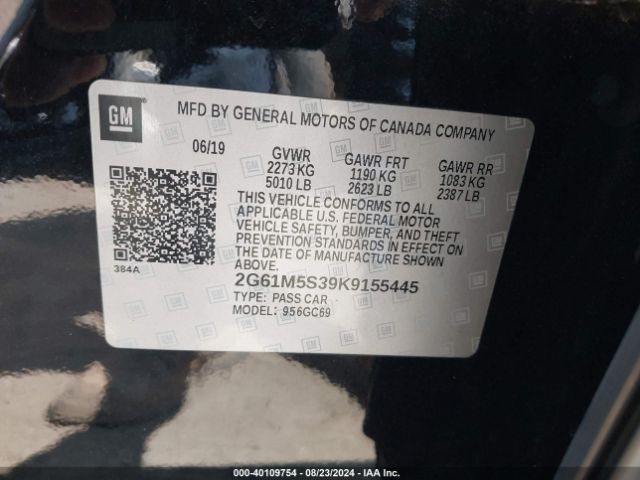 GM
MFD BY GENERAL MOTORS OF CANADA COMPANY
06/19
GVWR GAWR FRT GAWR RR
2273 KG 1190 KG 1083 KG
5010 LB 2623 LB 2387 LB
THIS VEHICLE CONFORMS TO ALL
APPLICABLE U.S. FEDERAL MOTOR
VEHICLE SAFETY, BUMPER, AND THEFT
PREVENTION STANDARDS IN EFFECT ON
THE DATE OF MANUFACTURE SHOWN
ABOVE.
384A
2G61M5S39K9155445
TYPE: PASS CAR
MODEL: 956GC69
000-40109754 - 08/23/2024 - IAA Inc.